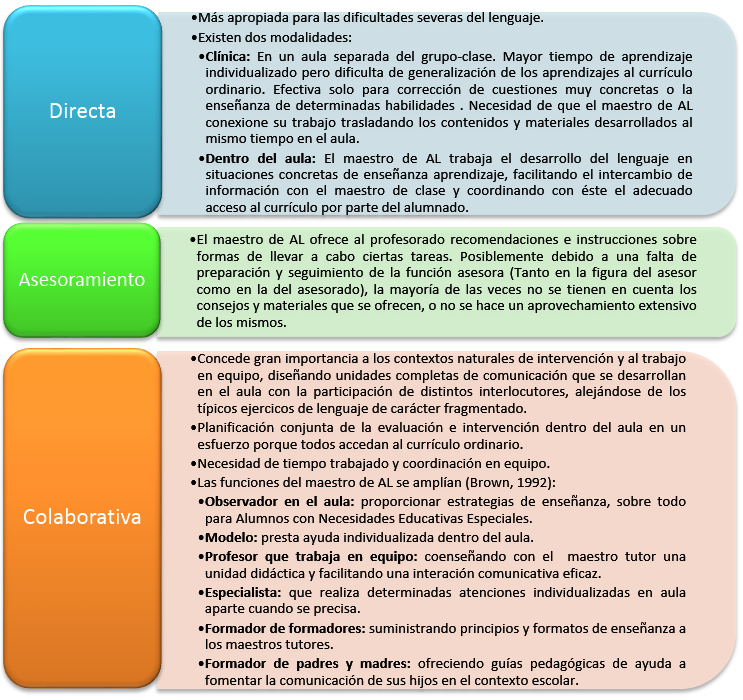 Directa
•Más apropiada para las dificultades severas del lenguaje.
•Existen dos modalidades:
•Clínica: En un aula separada del grupo-clase. Mayor tiempo de aprendizaje
individualizado pero dificulta de generalización de los aprendizajes al currículo
ordinario. Efectiva solo para corrección de cuestiones muy concretas o la
enseñanza de determinadas habilidades . Necesidad de que el maestro de AL
conexione su trabajo trasladando los contenidos y materiales desarrollados al
mismo tiempo en el aula.
•Dentro del aula: El maestro de AL trabaja el desarrollo del lenguaje en
situaciones concretas de enseñanza aprendizaje, facilitando el intercambio de
información con el maestro de clase y coordinando con éste el adecuado
acceso al currículo por parte del alumnado.
Asesoramiento
•El maestro de AL ofrece al profesorado recomendaciones e instrucciones sobre
formas de llevar a cabo ciertas tareas. Posiblemente debido a una falta de
preparación y seguimiento de la función asesora (Tanto en la figura del asesor
como en la del asesorado), la mayoría de las veces no se tienen en cuenta los
consejos y materiales que se ofrecen, o no se hace un aprovechamiento extensivo
de los mismos.
Colaborativa
•Concede gran importancia a los contextos naturales de intervención y al trabajo
en equipo, diseñando unidades completas de comunicación que se desarrollan
en el aula con la participación de distintos interlocutores, alejándose de los
típicos ejercicos de lenguaje de carácter fragmentado.
•Planificación conjunta de la evaluación e intervención dentro del aula en un
esfuerzo porque todos accedan al currículo ordinario.
•Necesidad de tiempo trabajado y coordinación en equipo.
•Las funciones del maestro de AL se amplían (Brown, 1992):
•Observador en el aula: proporcionar estrategias de enseñanza, sobre todo
para Alumnos con Necesidades Educativas Especiales.
•Modelo: presta ayuda individualizada dentro del aula.
•Profesor que trabaja en equipo: coenseñando con el maestro tutor una
unidad didáctica y facilitando una interación comunicativa eficaz.
•Especialista: que realiza determinadas atenciones individualizadas en aula
aparte cuando se precisa.
•Formador de formadores: suministrando principios y formatos de enseñanza a
los maestros tutores.
•Formador de padres y madres: ofreciendo guías pedagógicas de ayuda a
fomentar la comunicación de sus hijos en el contexto escolar.